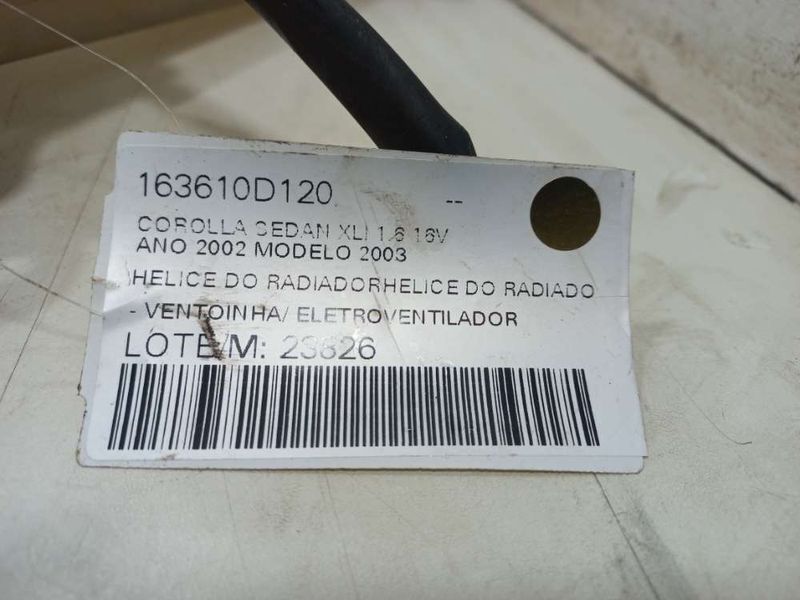 163610D120 --
COROLLA SEDAN XLI 1.6 16V
ANO 2002 MODELO 2003
HELICE DO RADIADORHELICE DO RADIADO
- VENTOINHA/ ELETROVENTILADOR
LOTE/M: 23626